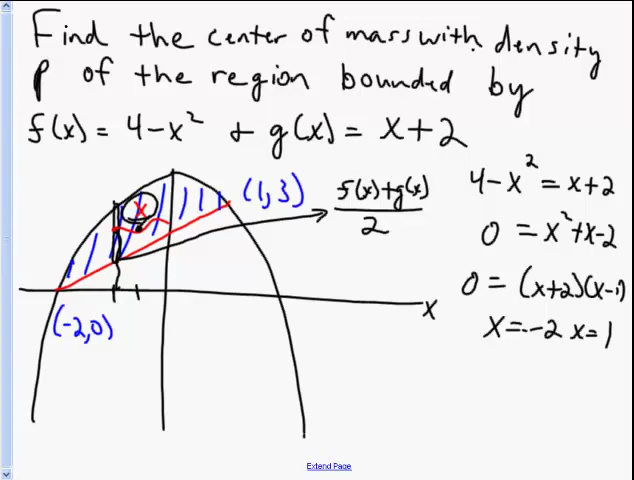 Find the center of mass with density
ρ of the region bounded by
f(x) = 4-x² + g(x) = x+2
4-x² = x+2
(1,3)
f(x)+g(x)
2
0 = x²+x-2
x
0 = (x+2)(x-1)
x
(-2,0)
x=-2 x=1
Extend Page